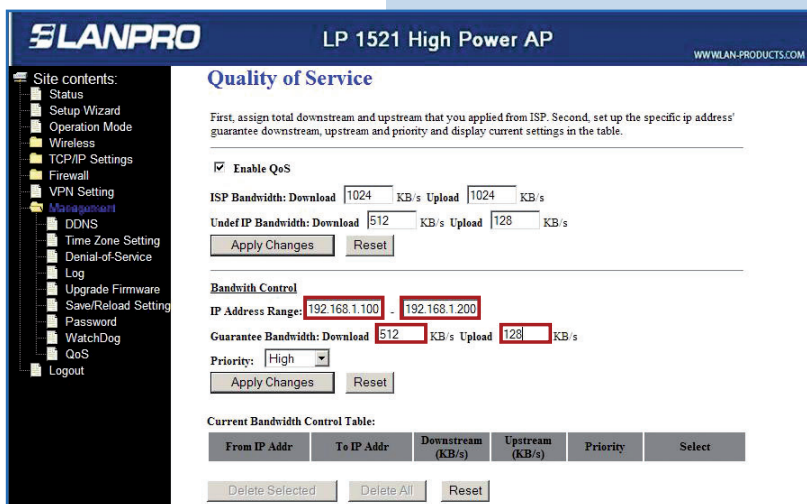 LANPRO
LP 1521 High Power AP
WWW.LAN-PRODUCTS.COM
Site contents:
Status
Setup Wizard
Operation Mode
Wireless
TCP/IP Settings
Firewall
VPN Setting
Management
DDNS
Time Zone Setting
Denial-of-Service
Log
Upgrade Firmware
Save/Reload Setting
Password
WatchDog
QoS
Logout
Quality of Service
First, assign total downstream and upstream that you applied from ISP. Second, set up the specific ip address'
guarantee downstream, upstream and priority and display current settings in the table.
Enable QoS
ISP Bandwidth: Download 1024 KB/s Upload 1024 KB/s
Undef IP Bandwidth: Download 512 KB/s Upload 128 KB/s
Apply Changes Reset
Bandwith Control
IP Address Range: 192.168.1.100 - 192.168.1.200
Guarantee Bandwidth: Download 512 KB/s Upload 128 KB/s
Priority: High
Apply Changes Reset
Current Bandwidth Control Table:
From IP Addr To IP Addr Downstream (KB/s) Upstream (KB/s) Priority Select
Delete Selected Delete All Reset